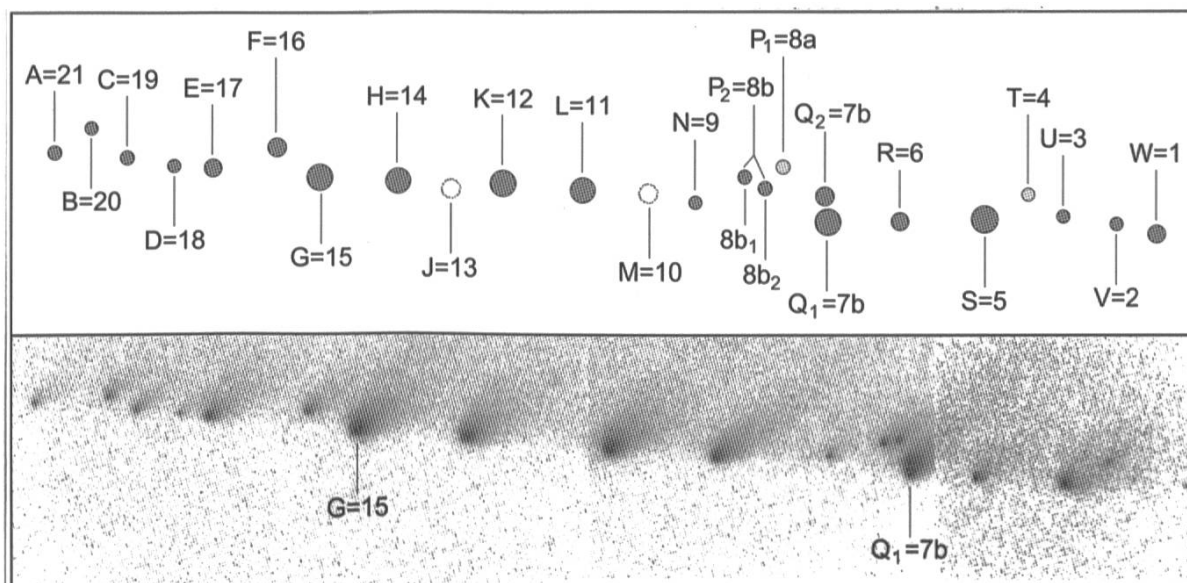 A=21
B=20
C=19
D=18
E=17
F=16
G=15
H=14
J=13
K=12
L=11
M=10
N=9
P₂=8b
8b₁
8b₂
P₁=8a
Q₂=7b
Q₁=7b
R=6
S=5
T=4
U=3
V=2
W=1
G=15
Q₁=7b